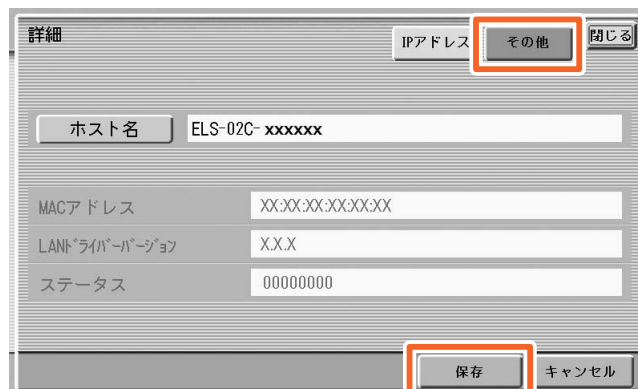 詳細
IPアドレス
その他
閉じる
ホスト名
ELS-02C-xxxxxx
MACアドレス
XX:XX:XX:XX:XX:XX
LANﾄﾞﾗｲﾊﾞｰﾊﾞｰｼﾞｮﾝ
X.X.X
ステータス
00000000
保存
キャンセル